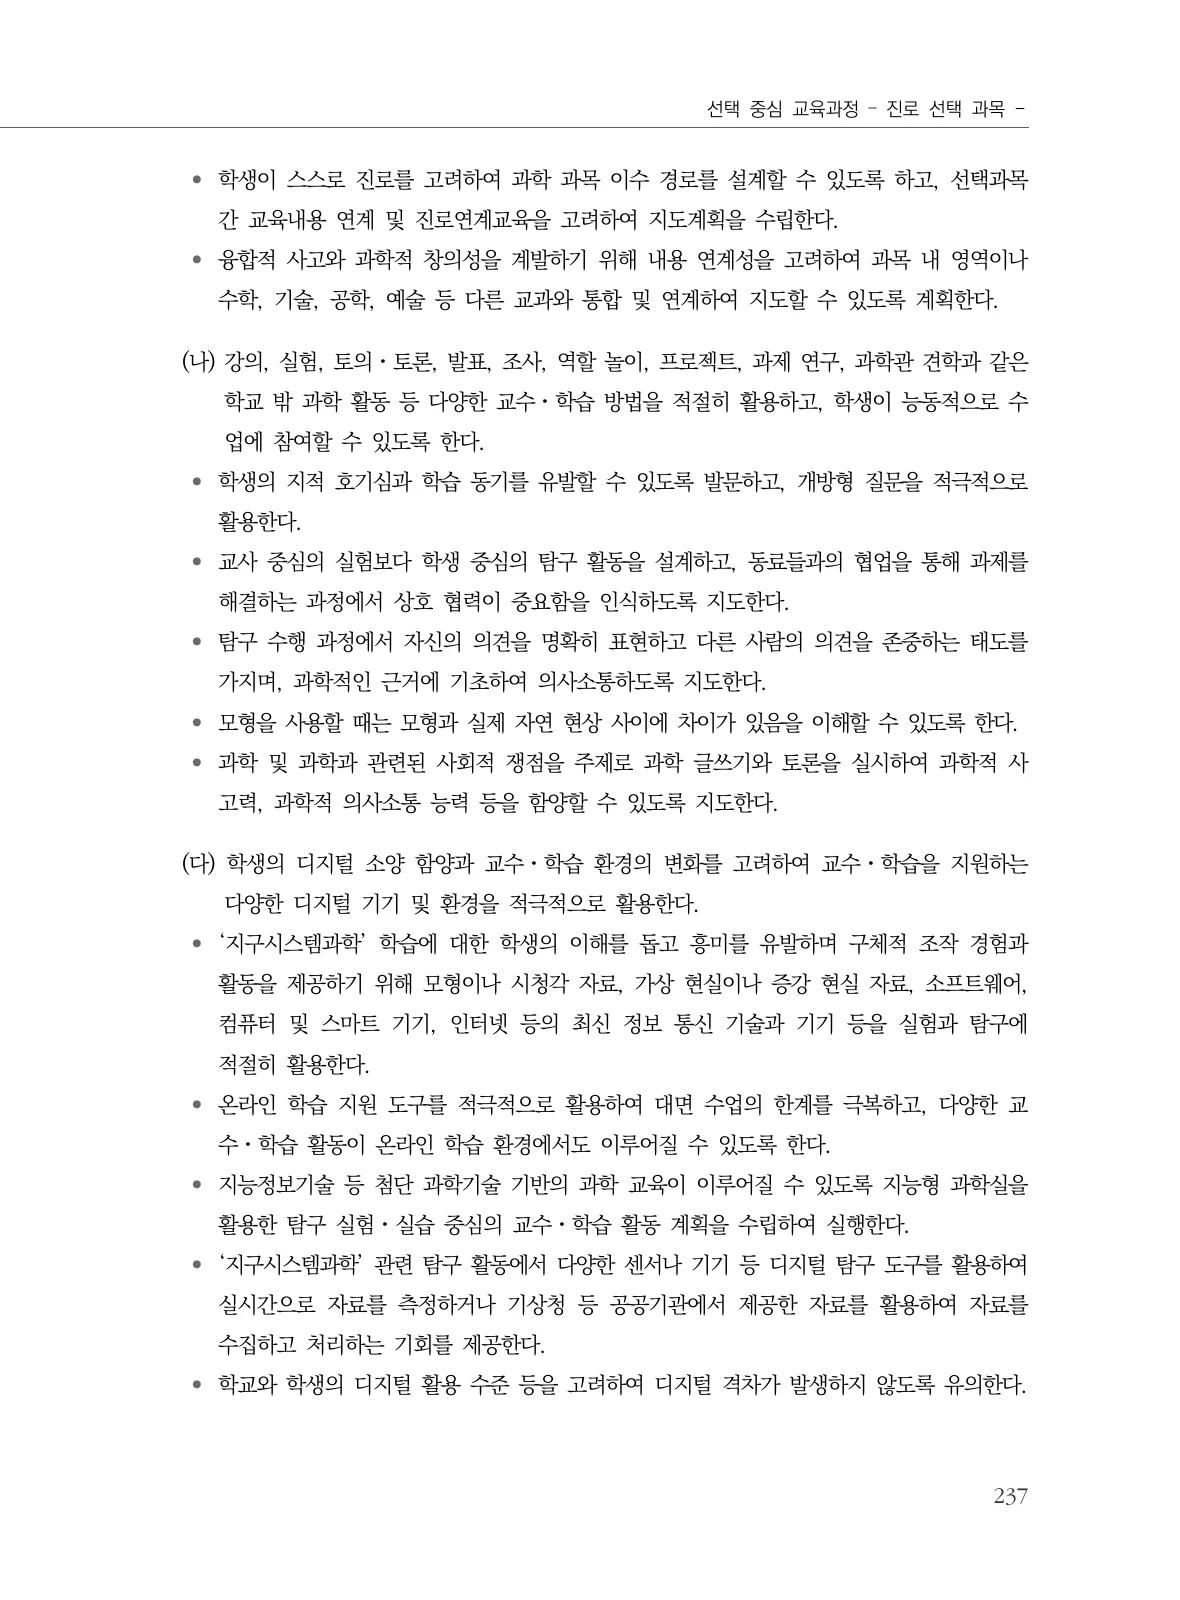 선택 중심 교육과정 - 진로 선택 과목 -
• 학생이 스스로 진로를 고려하여 과학 과목 이수 경로를 설계할 수 있도록 하고, 선택과목
간 교육내용 연계 및 진로연계교육을 고려하여 지도계획을 수립한다.
• 융합적 사고와 과학적 창의성을 계발하기 위해 내용 연계성을 고려하여 과목 내 영역이나
수학, 기술, 공학, 예술 등 다른 교과와 통합 및 연계하여 지도할 수 있도록 계획한다.
(나) 강의, 실험, 토의·토론, 발표, 조사, 역할 놀이, 프로젝트, 과제 연구, 과학관 견학과 같은
학교 밖 과학 활동 등 다양한 교수·학습 방법을 적절히 활용하고, 학생이 능동적으로 수
업에 참여할 수 있도록 한다.
• 학생의 지적 호기심과 학습 동기를 유발할 수 있도록 발문하고, 개방형 질문을 적극적으로
활용한다.
• 교사 중심의 실험보다 학생 중심의 탐구 활동을 설계하고, 동료들과의 협업을 통해 과제를
해결하는 과정에서 상호 협력이 중요함을 인식하도록 지도한다.
• 탐구 수행 과정에서 자신의 의견을 명확히 표현하고 다른 사람의 의견을 존중하는 태도를
가지며, 과학적인 근거에 기초하여 의사소통하도록 지도한다.
• 모형을 사용할 때는 모형과 실제 자연 현상 사이에 차이가 있음을 이해할 수 있도록 한다.
• 과학 및 과학과 관련된 사회적 쟁점을 주제로 과학 글쓰기와 토론을 실시하여 과학적 사
고력, 과학적 의사소통 능력 등을 함양할 수 있도록 지도한다.
(다) 학생의 디지털 소양 함양과 교수·학습 환경의 변화를 고려하여 교수·학습을 지원하는
다양한 디지털 기기 및 환경을 적극적으로 활용한다.
• ‘지구시스템과학’ 학습에 대한 학생의 이해를 돕고 흥미를 유발하며 구체적 조작 경험과
활동을 제공하기 위해 모형이나 시청각 자료, 가상 현실이나 증강 현실 자료, 소프트웨어,
컴퓨터 및 스마트 기기, 인터넷 등의 최신 정보 통신 기술과 기기 등을 실험과 탐구에
적절히 활용한다.
• 온라인 학습 지원 도구를 적극적으로 활용하여 대면 수업의 한계를 극복하고, 다양한 교
수·학습 활동이 온라인 학습 환경에서도 이루어질 수 있도록 한다.
• 지능정보기술 등 첨단 과학기술 기반의 과학 교육이 이루어질 수 있도록 지능형 과학실을
활용한 탐구 실험·실습 중심의 교수·학습 활동 계획을 수립하여 실행한다.
• ‘지구시스템과학’ 관련 탐구 활동에서 다양한 센서나 기기 등 디지털 탐구 도구를 활용하여
실시간으로 자료를 측정하거나 기상청 등 공공기관에서 제공한 자료를 활용하여 자료를
수집하고 처리하는 기회를 제공한다.
• 학교와 학생의 디지털 활용 수준 등을 고려하여 디지털 격차가 발생하지 않도록 유의한다.
237